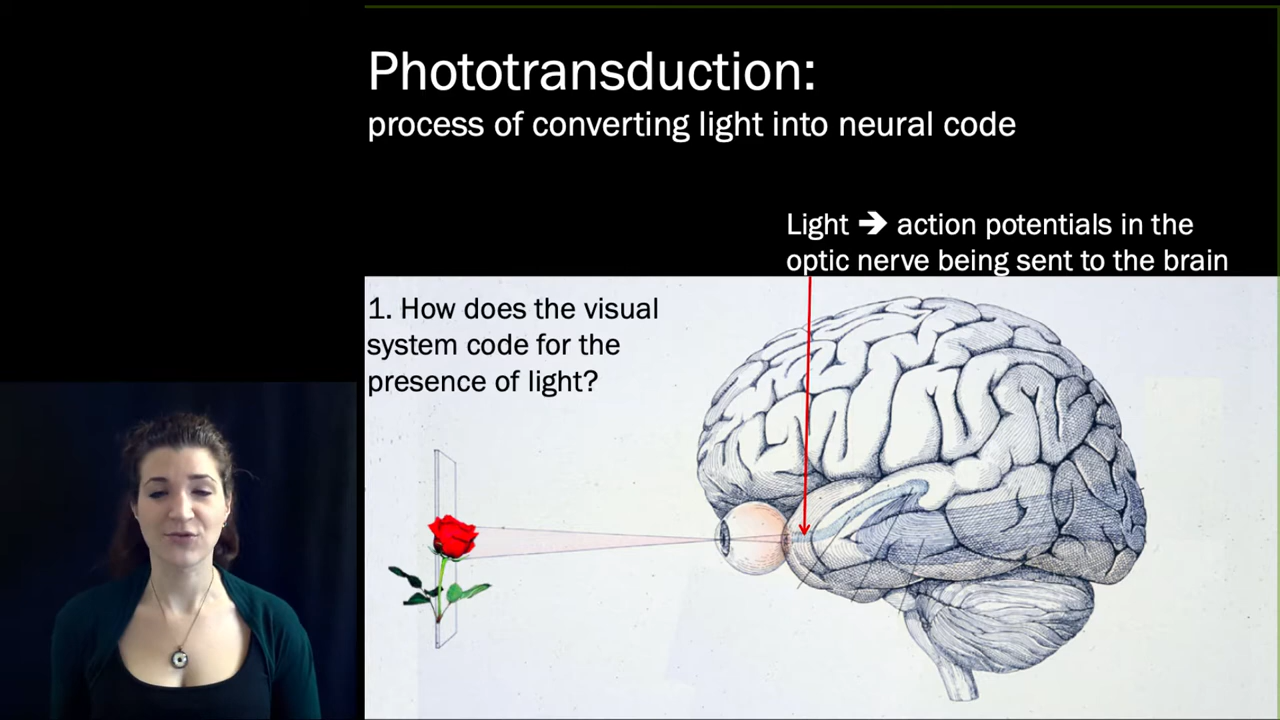 Phototransduction:
process of converting light into neural code
Light 🡲 action potentials in the
optic nerve being sent to the brain
1. How does the visual
system code for the
presence of light?